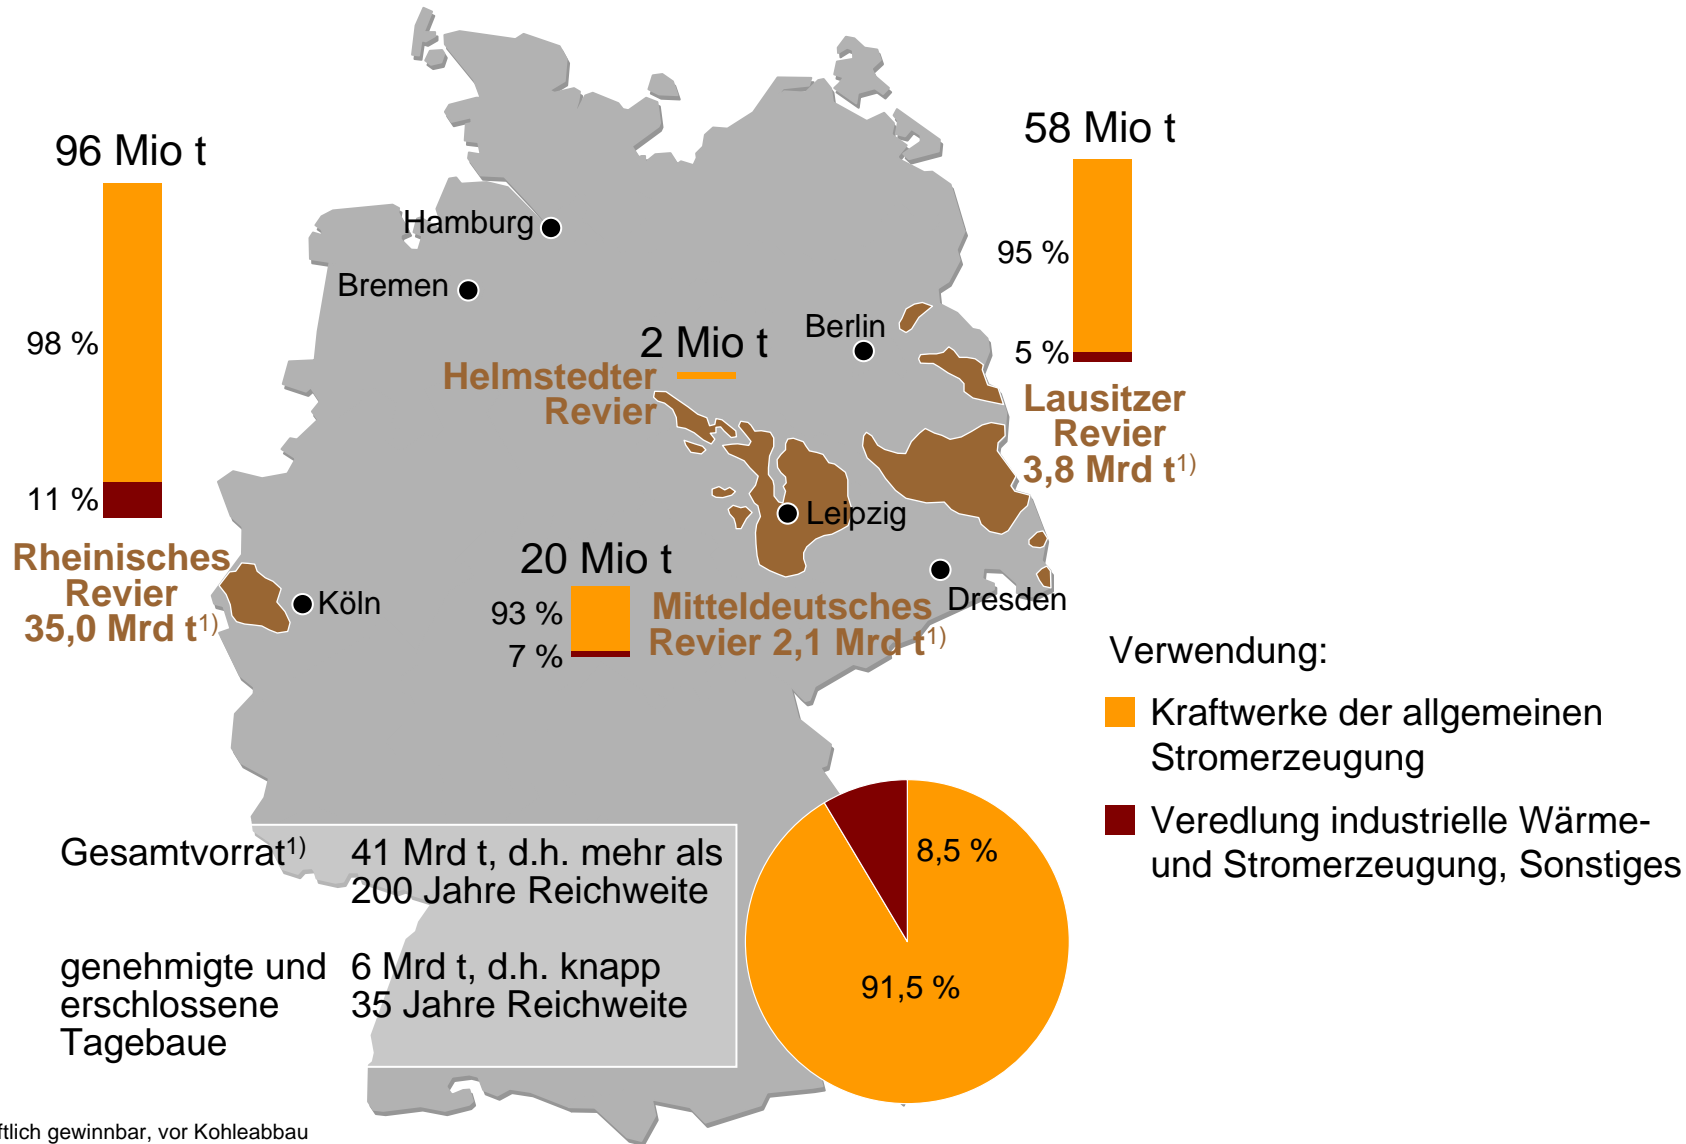 96 Mio t
98 %
11 %
Rheinisches
Revier
35,0 Mrd t1)
Hamburg
Bremen
2 Mio t
Helmstedter
Revier
Berlin
58 Mio t
95 %
5 %
Lausitzer
Revier
3,8 Mrd t1)
Leipzig
Köln
20 Mio t
93 %
7 %
Mitteldeutsches
Revier 2,1 Mrd t1)
Dresden
Verwendung:
Kraftwerke der allgemeinen
Stromerzeugung
Veredlung industrielle Wärme-
und Stromerzeugung, Sonstiges
8,5 %
91,5 %
Gesamtvorrat1) 41 Mrd t, d.h. mehr als
200 Jahre Reichweite
genehmigte und 6 Mrd t, d.h. knapp
erschlossene 35 Jahre Reichweite
Tagebaue
gewinnbar, vor Kohleabbau